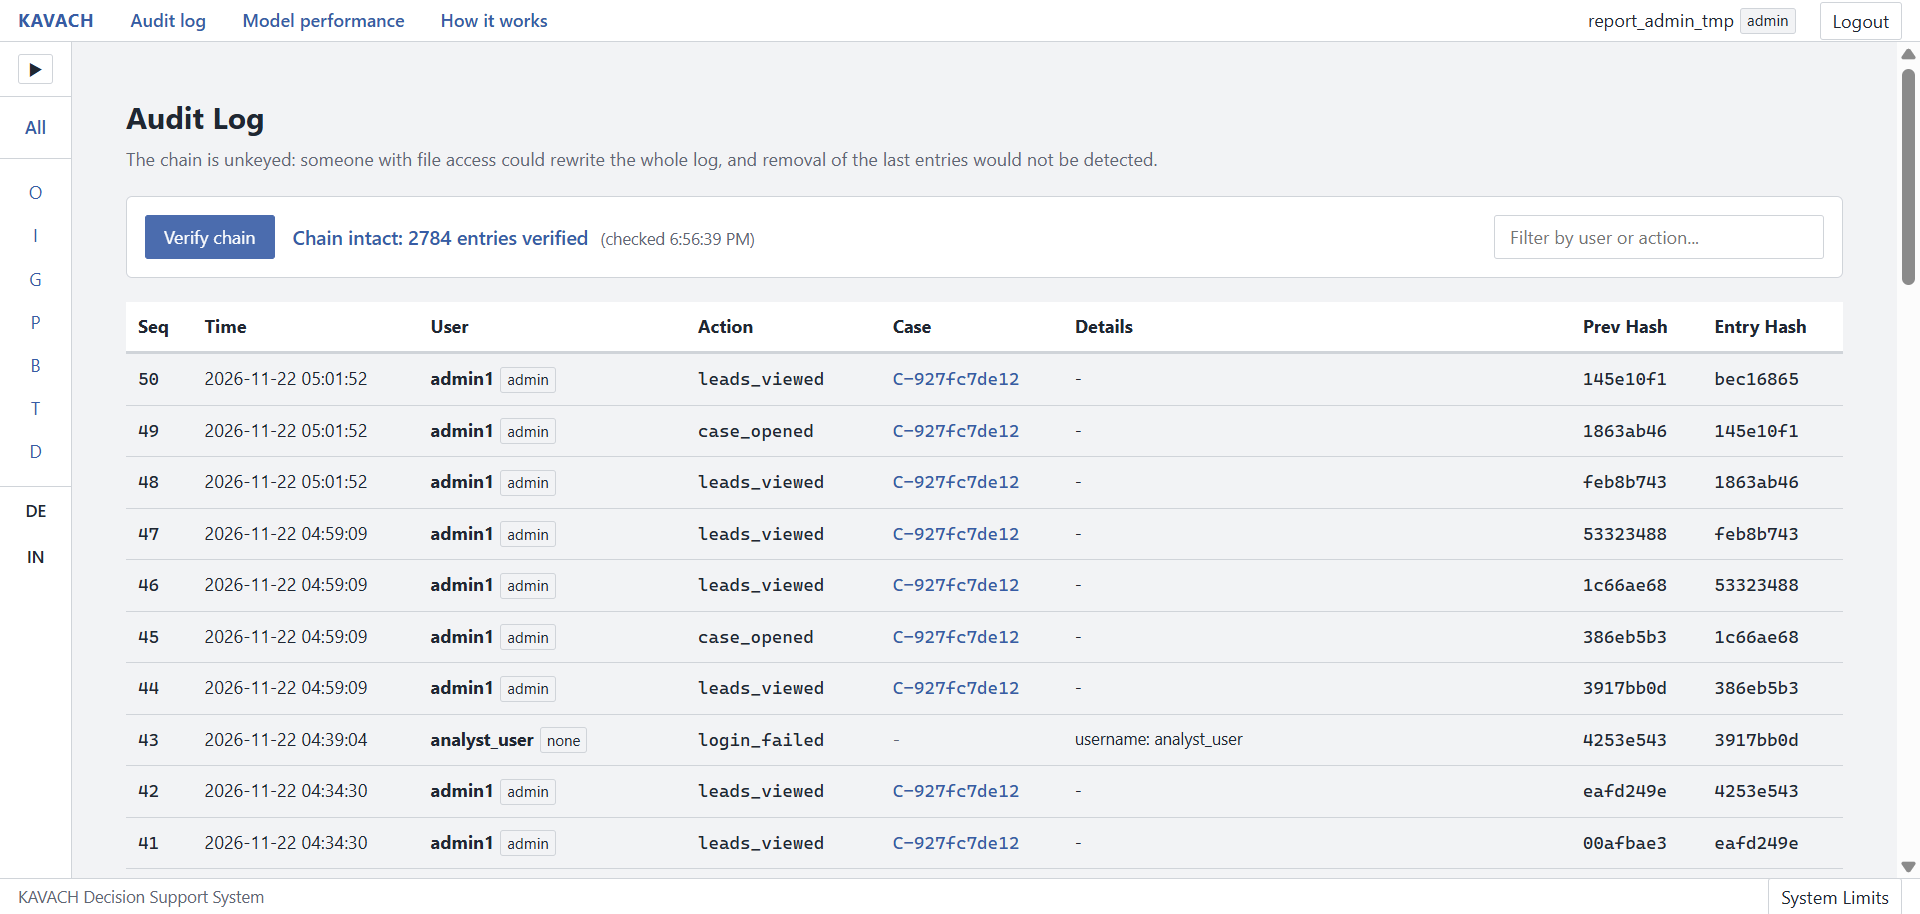 KAVACH Audit log Model performance How it works report_admin_tmp admin Logout
All
O
I
G
P
B
T
D
DE
IN
Audit Log
The chain is unkeyed: someone with file access could rewrite the whole log, and removal of the last entries would not be detected.
Verify chain Chain intact: 2784 entries verified (checked 6:56:39 PM) Filter by user or action...
Seq Time User Action Case Details Prev Hash Entry Hash
50 2026-11-22 05:01:52 admin1 admin leads_viewed C-927fc7de12 - 145e10f1 bec16865
49 2026-11-22 05:01:52 admin1 admin case_opened C-927fc7de12 - 1863ab46 145e10f1
48 2026-11-22 05:01:52 admin1 admin leads_viewed C-927fc7de12 - feb8b743 1863ab46
47 2026-11-22 04:59:09 admin1 admin leads_viewed C-927fc7de12 - 53323488 feb8b743
46 2026-11-22 04:59:09 admin1 admin leads_viewed C-927fc7de12 - 1c66ae68 53323488
45 2026-11-22 04:59:09 admin1 admin case_opened C-927fc7de12 - 386eb5b3 1c66ae68
44 2026-11-22 04:59:09 admin1 admin leads_viewed C-927fc7de12 - 3917bb0d 386eb5b3
43 2026-11-22 04:39:04 analyst_user none login_failed - username: analyst_user 4253e543 3917bb0d
42 2026-11-22 04:34:30 admin1 admin leads_viewed C-927fc7de12 - eafd249e 4253e543
41 2026-11-22 04:34:30 admin1 admin leads_viewed C-927fc7de12 - 00afbae3 eafd249e
KAVACH Decision Support System System Limits